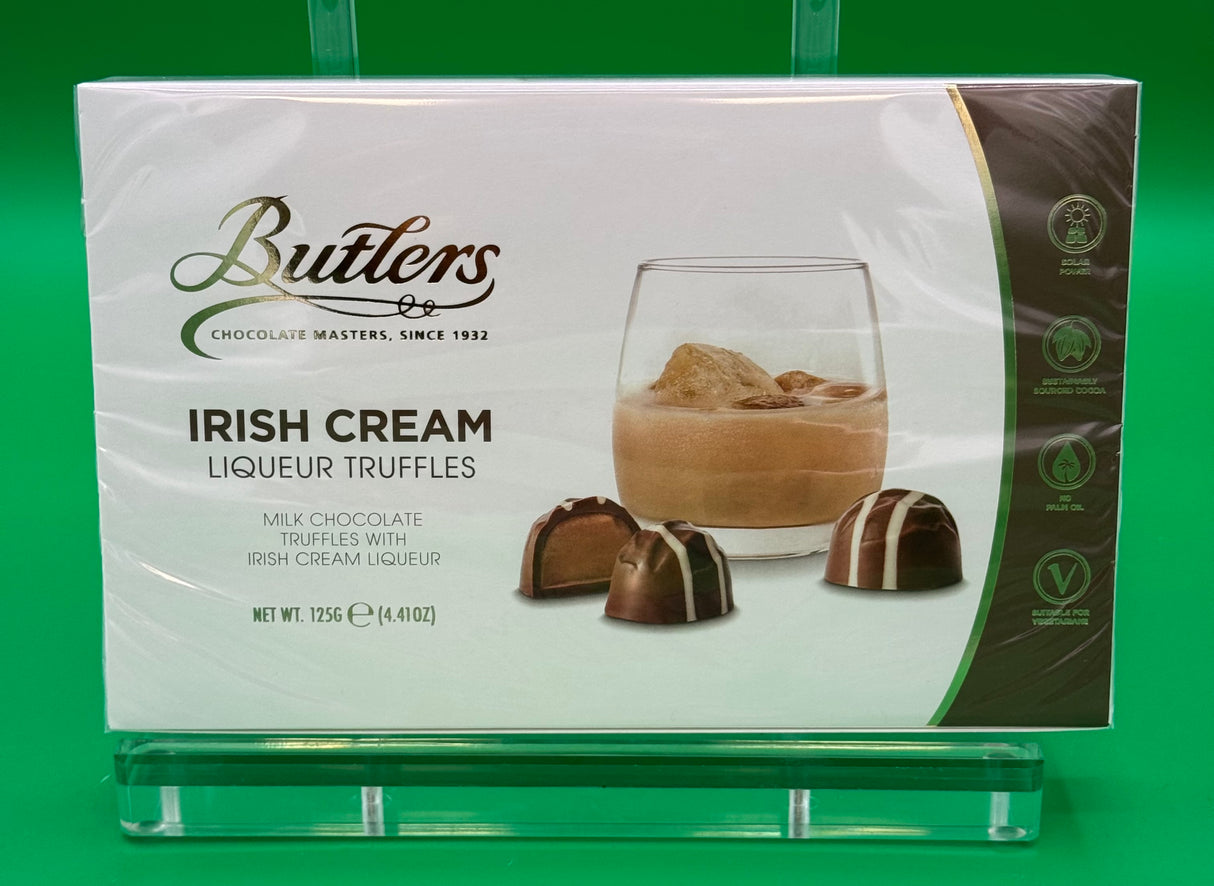 Butlers
CHOCOLATE MASTERS, SINCE 1932
IRISH CREAM
LIQUEUR TRUFFLES
MILK CHOCOLATE
TRUFFLES WITH
IRISH CREAM LIQUEUR
NET WT. 125G ℮ (4.41OZ)
SOLAR
POWER
SUSTAINABLY
SOURCED COCOA
NO
PALM OIL
V
SUITABLE FOR
VEGETARIANS